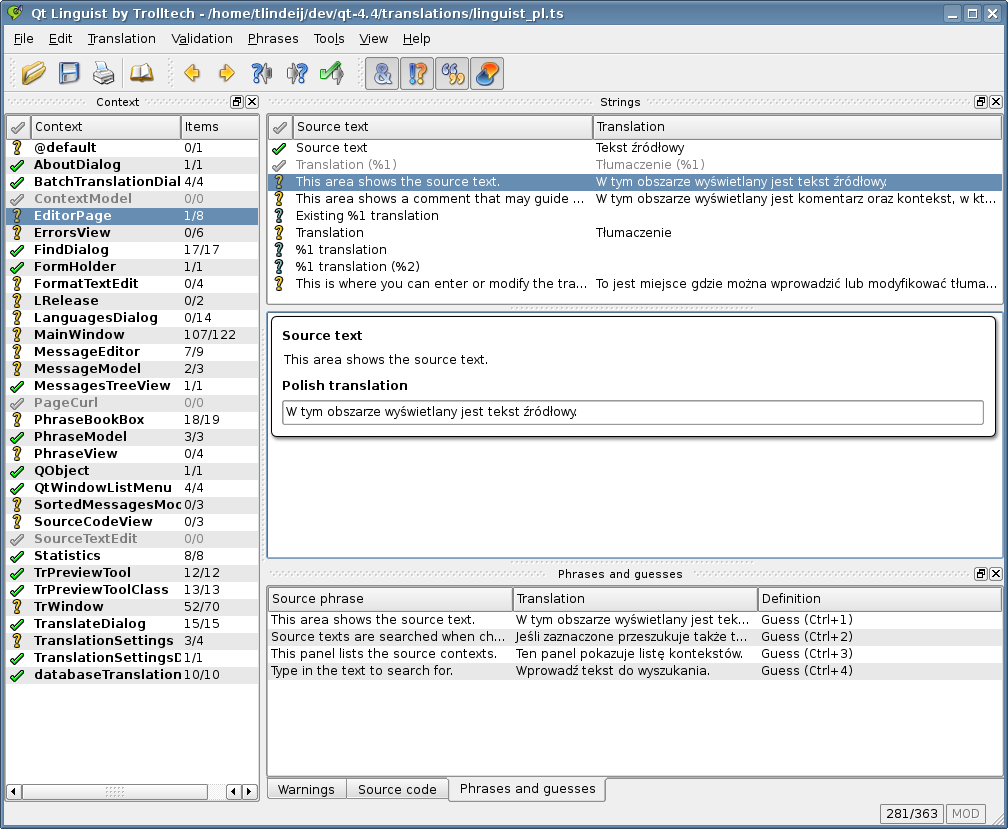 Qt Linguist by Trolltech - /home/tlindeij/dev/qt-4.4/translations/linguist_pl.ts
File Edit Translation Validation Phrases Tools View Help
Context
Context Items
@default 0/1
AboutDialog 1/1
BatchTranslationDial 4/4
ContextModel 0/0
EditorPage 1/8
ErrorsView 0/6
FindDialog 17/17
FormHolder 1/1
FormatTextEdit 0/4
LRelease 0/2
LanguagesDialog 0/14
MainWindow 107/122
MessageEditor 7/9
MessageModel 2/3
MessagesTreeView 1/1
PageCurl 0/0
PhraseBookBox 18/19
PhraseModel 3/3
PhraseView 0/4
QObject 1/1
QtWindowListMenu 4/4
SortedMessagesMoc 0/3
SourceCodeView 0/3
SourceTextEdit 0/0
Statistics 8/8
TrPreviewTool 12/12
TrPreviewToolClass 13/13
TrWindow 52/70
TranslateDialog 15/15
TranslationSettings 3/4
TranslationSettingsD 1/1
databaseTranslation 10/10
Strings
Source text Translation
Source text Tekst źródłowy
Translation (%1) Tłumaczenie (%1)
This area shows the source text. W tym obszarze wyświetlany jest tekst źródłowy.
This area shows a comment that may guide ... W tym obszarze wyświetlany jest komentarz oraz kontekst, w kt...
Existing %1 translation
Translation Tłumaczenie
%1 translation
%1 translation (%2)
This is where you can enter or modify the tra... To jest miejsce gdzie można wprowadzić lub modyfikować tłuma...
Source text
This area shows the source text.
Polish translation
W tym obszarze wyświetlany jest tekst źródłowy.
Phrases and guesses
Source phrase Translation Definition
This area shows the source text. W tym obszarze wyświetlany jest tek... Guess (Ctrl+1)
Source texts are searched when ch... Jeśli zaznaczone przeszukuje także t... Guess (Ctrl+2)
This panel lists the source contexts. Ten panel pokazuje listę kontekstów. Guess (Ctrl+3)
Type in the text to search for. Wprowadź tekst do wyszukania. Guess (Ctrl+4)
Warnings Source code Phrases and guesses
281/363 MOD